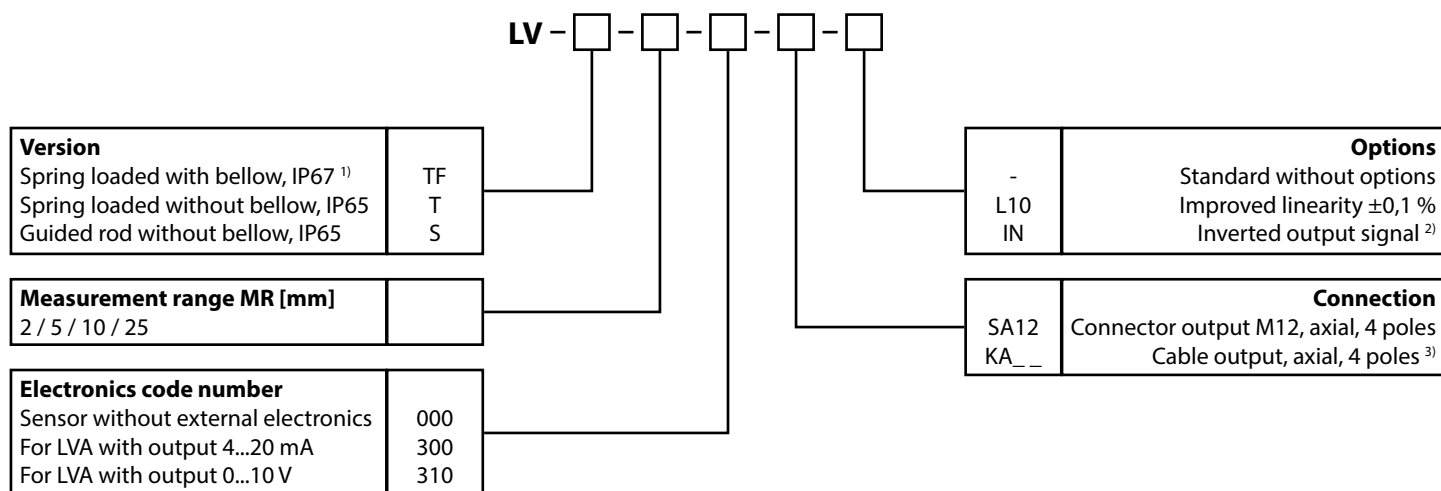 LV – – – – –
Version
Spring loaded with bellow, IP67 1) TF
Spring loaded without bellow, IP65 T
Guided rod without bellow, IP65 S
Measurement range MR [mm]
2 / 5 / 10 / 25
Electronics code number
Sensor without external electronics 000
For LVA with output 4...20 mA 300
For LVA with output 0...10 V 310
Options
- Standard without options
L10 Improved linearity ±0,1 %
IN Inverted output signal 2)
Connection
SA12 Connector output M12, axial, 4 poles
KA_ _ Cable output, axial, 4 poles 3)